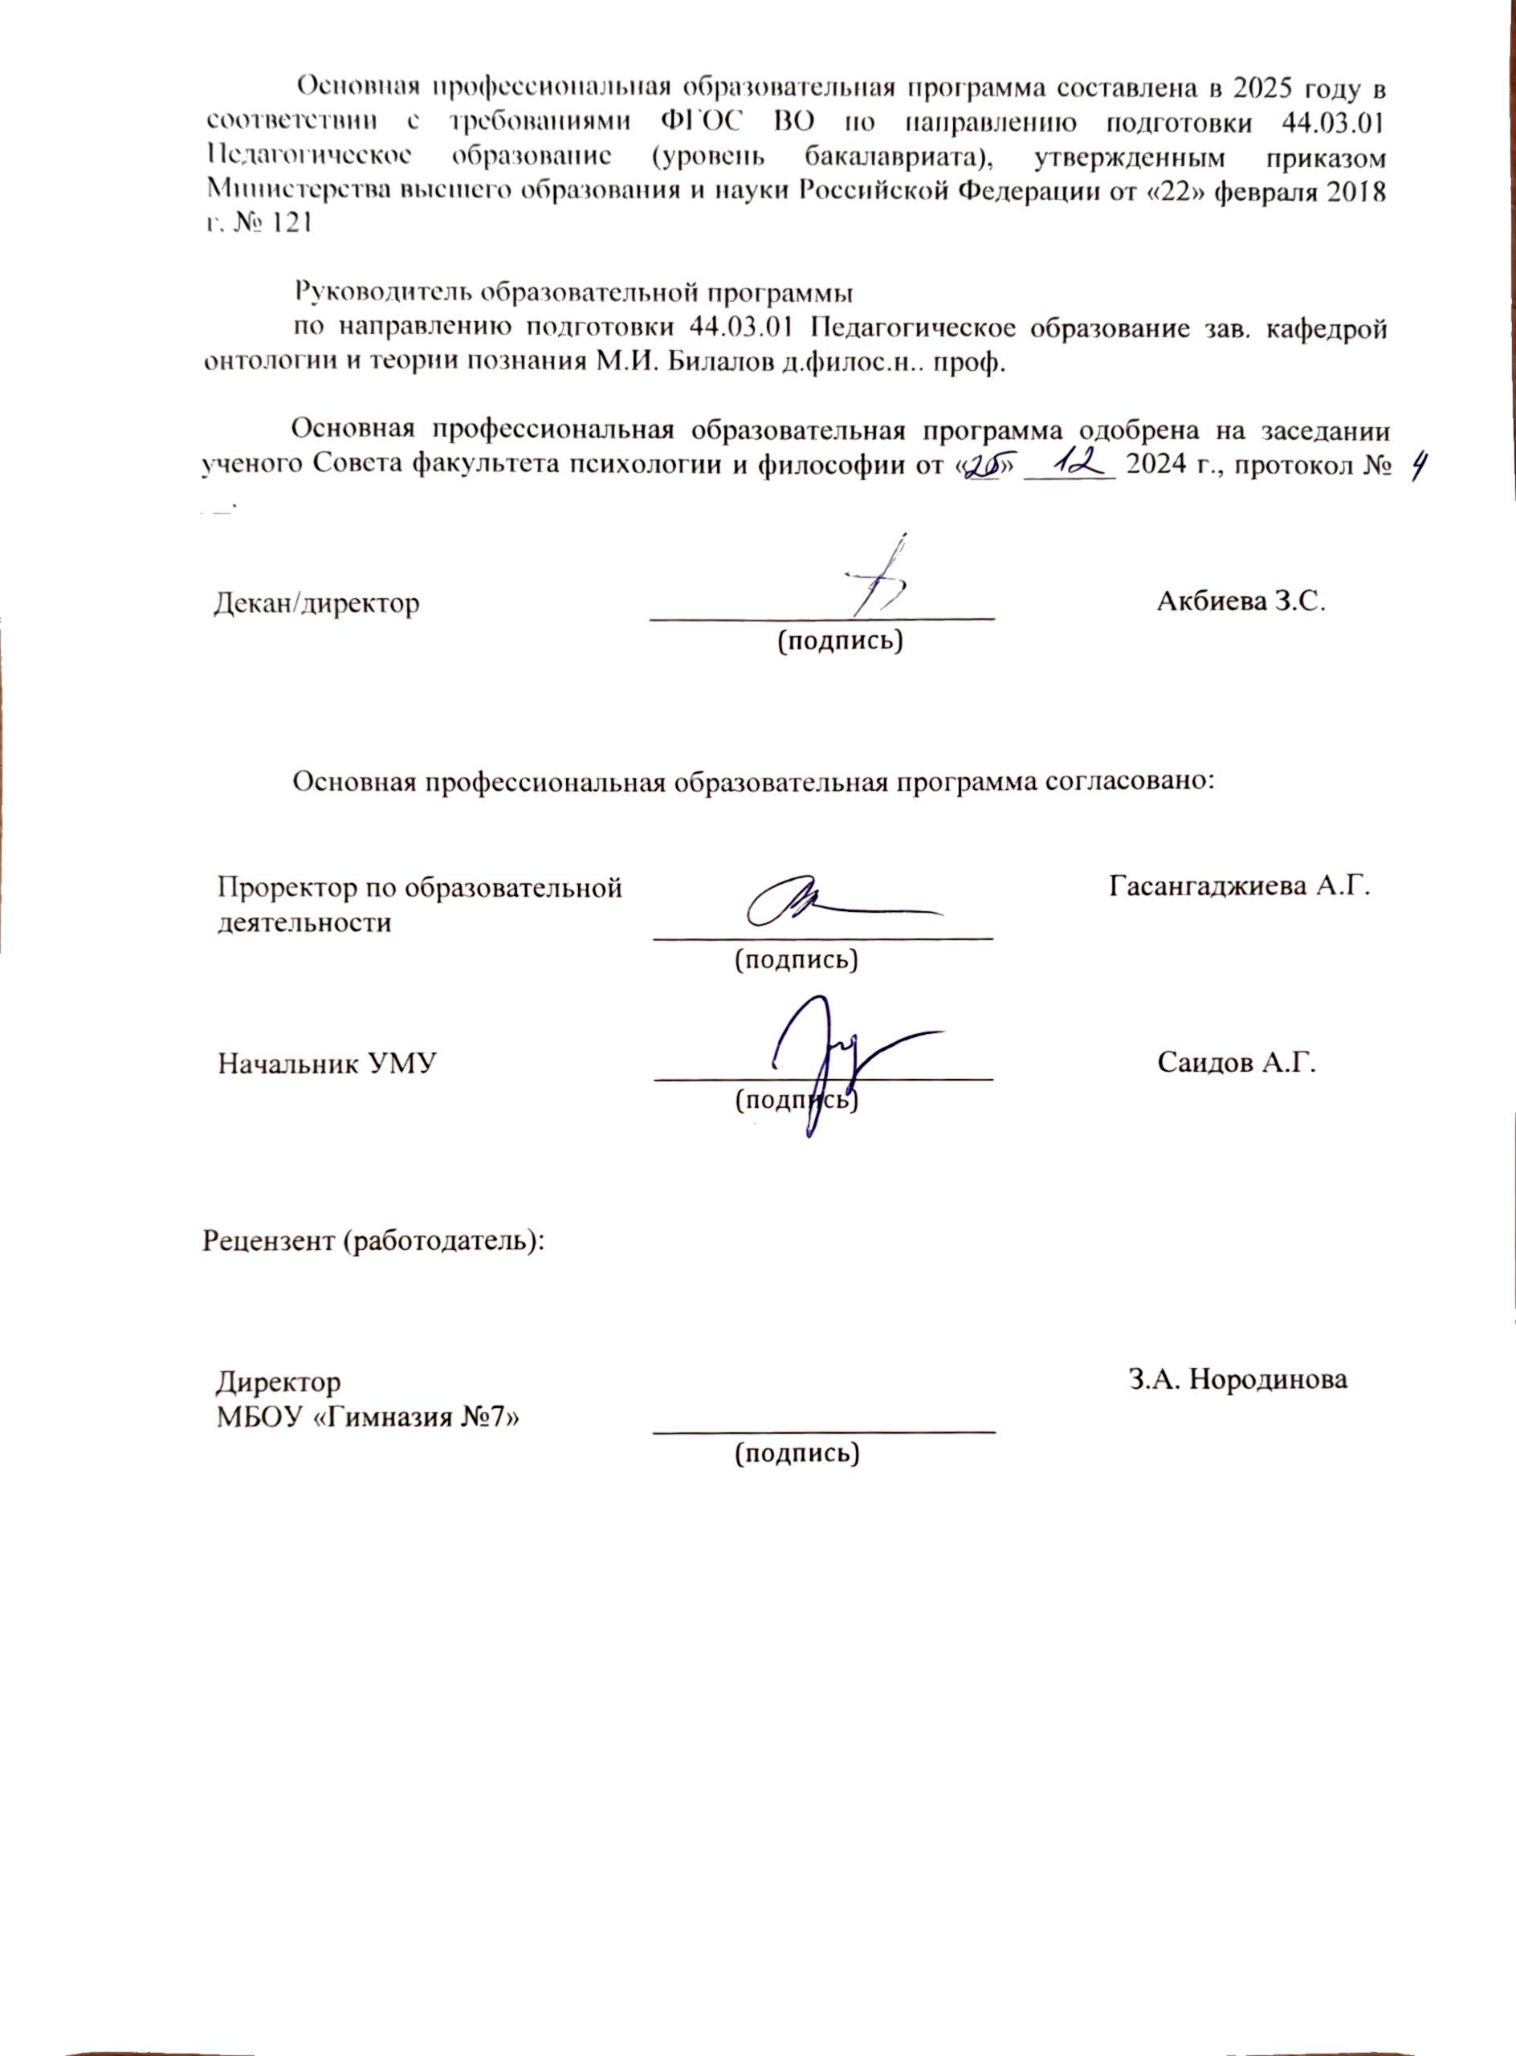 Основная профессиональная образовательная программа составлена в 2025 году в
соответствии с требованиями ФГОС ВО по направлению подготовки 44.03.01
Педагогическое образование (уровень бакалавриата), утвержденным приказом
Министерства высшего образования и науки Российской Федерации от «22» февраля 2018
г. № 121
Руководитель образовательной программы
по направлению подготовки 44.03.01 Педагогическое образование зав. кафедрой
онтологии и теории познания М.И. Билалов д.филос.н.. проф.
Основная профессиональная образовательная программа одобрена на заседании
ученого Совета факультета психологии и философии от «» 12 2024 г., протокол № 4
Декан/директор Акбиева З.С.
(подпись)
Основная профессиональная образовательная программа согласовано:
Проректор по образовательной Гасангаджиева А.Г.
деятельности
(подпись)
Начальник УМУ Саидов А.Г.
(подпись)
Рецензент (работодатель):
Директор З.А. Нородинова
МБОУ «Гимназия №7»
(подпись)